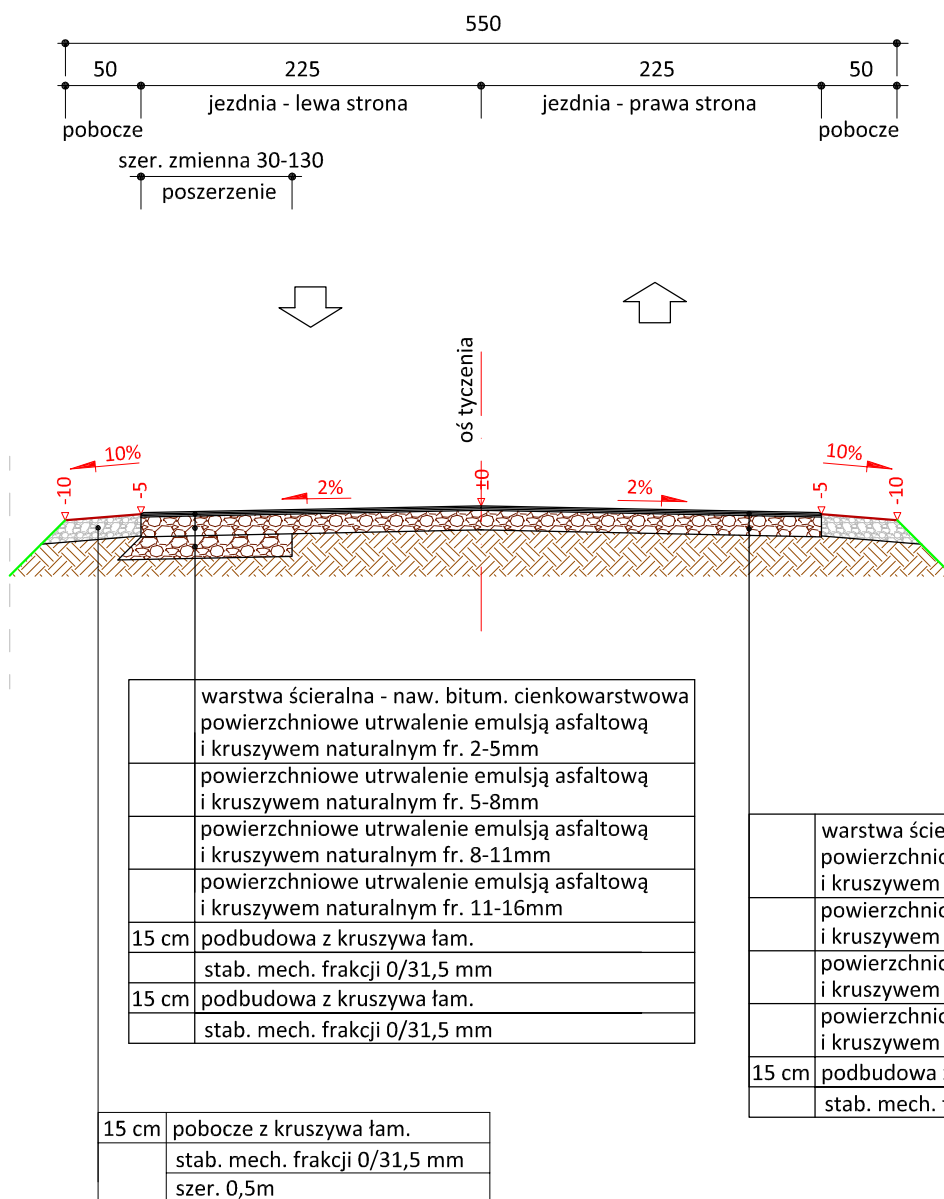 550
50 225 225 50
jezdnia - lewa strona jezdnia - prawa strona
pobocze pobocze
szer. zmienna 30-130
poszerzenie
oś tyczenia
10% 10%
-10 -5 2% ±0 2% -5 -10
warstwa ścieralna - naw. bitum. cienkowarstwowa
powierzchniowe utrwalenie emulsją asfaltową
i kruszywem naturalnym fr. 2-5mm
powierzchniowe utrwalenie emulsją asfaltową
i kruszywem naturalnym fr. 5-8mm
powierzchniowe utrwalenie emulsją asfaltową
i kruszywem naturalnym fr. 8-11mm
powierzchniowe utrwalenie emulsją asfaltową
i kruszywem naturalnym fr. 11-16mm
15 cm podbudowa z kruszywa łam.
stab. mech. frakcji 0/31,5 mm
15 cm podbudowa z kruszywa łam.
stab. mech. frakcji 0/31,5 mm
warstwa ście
powierzchnio
i kruszywem
powierzchnio
i kruszywem
powierzchnio
i kruszywem
powierzchnio
i kruszywem
15 cm podbudowa
stab. mech.
15 cm pobocze z kruszywa łam.
stab. mech. frakcji 0/31,5 mm
szer. 0,5m